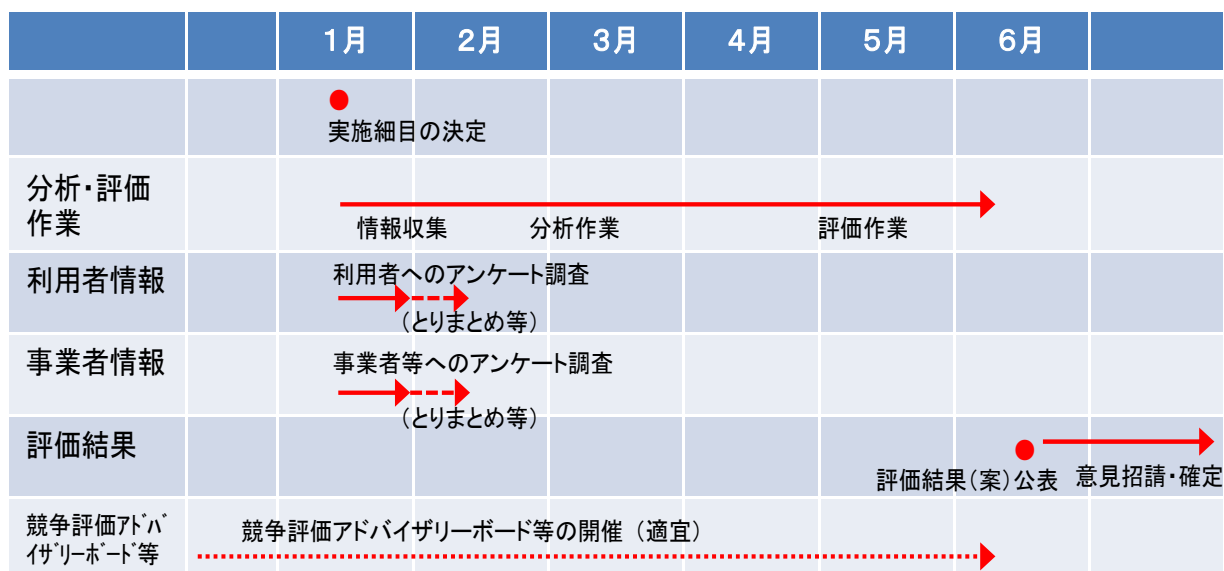 1月 2月 3月 4月 5月 6月
実施細目の決定
分析・評価
作業
情報収集 分析作業 評価作業
利用者情報
利用者へのアンケート調査
(とりまとめ等)
事業者情報
事業者等へのアンケート調査
(とりまとめ等)
評価結果
評価結果(案)公表 意見招請・確定
競争評価アドバ
イザリーボード等
競争評価アドバイザリーボード等の開催(適宜)